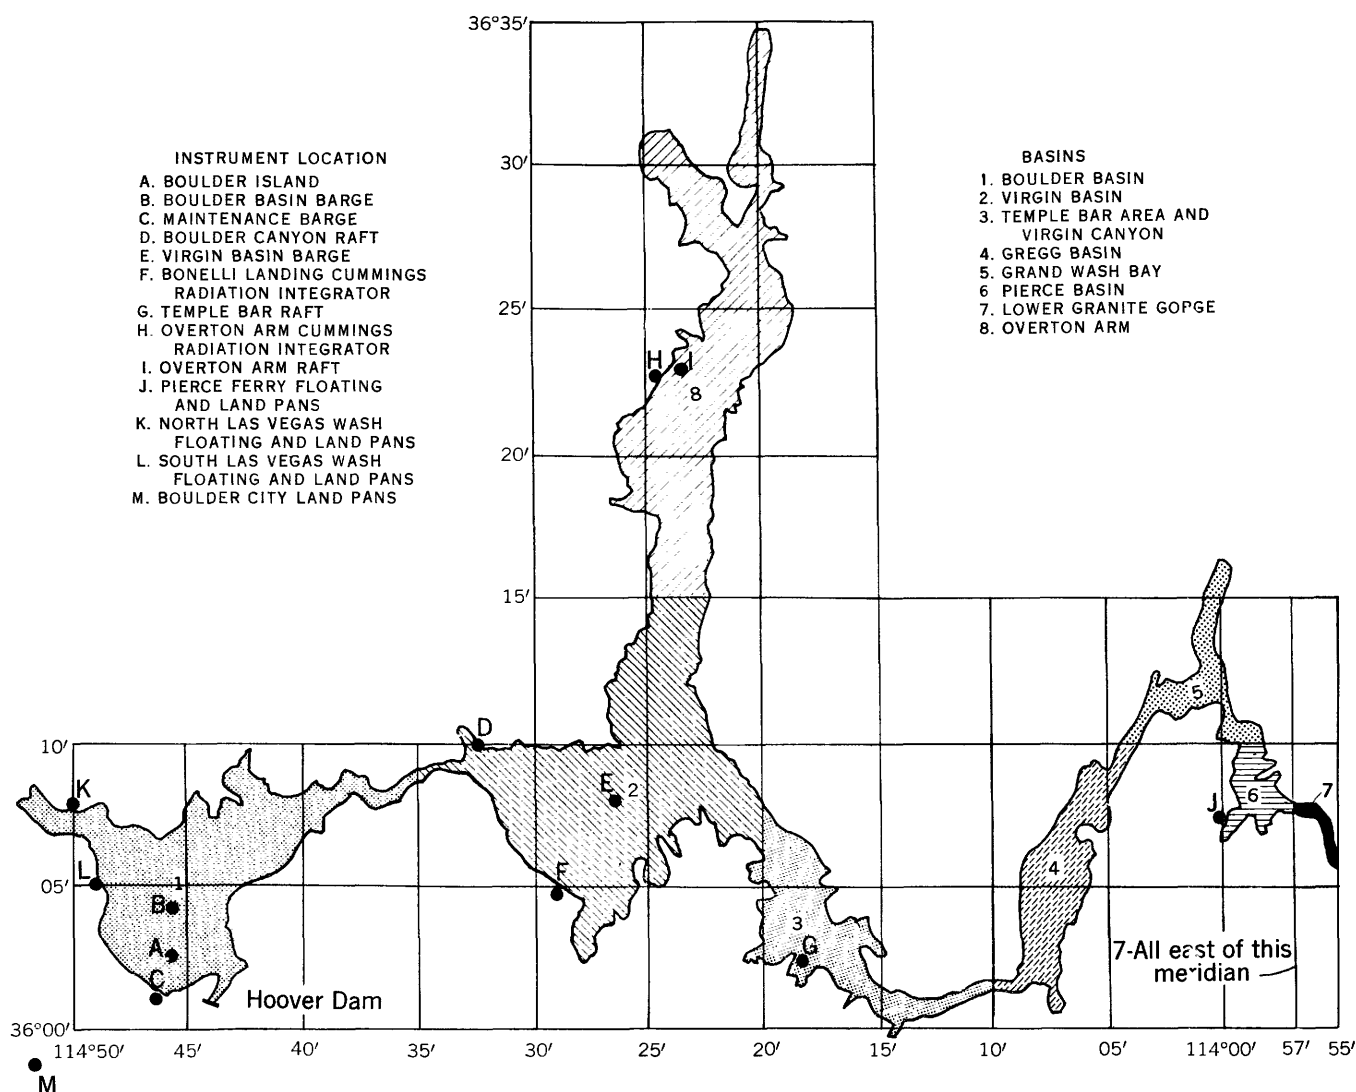 36°35′
INSTRUMENT LOCATION
A. BOULDER ISLAND
B. BOULDER BASIN BARGE
C. MAINTENANCE BARGE
D. BOULDER CANYON RAFT
E. VIRGIN BASIN BARGE
F. BONELLI LANDING CUMMINGS
RADIATION INTEGRATOR
G. TEMPLE BAR RAFT
H. OVERTON ARM CUMMINGS
RADIATION INTEGRATOR
I. OVERTON ARM RAFT
J. PIERCE FERRY FLOATING
AND LAND PANS
K. NORTH LAS VEGAS WASH
FLOATING AND LAND PANS
L. SOUTH LAS VEGAS WASH
FLOATING AND LAND PANS
M. BOULDER CITY LAND PANS
BASINS
1. BOULDER BASIN
2. VIRGIN BASIN
3. TEMPLE BAR AREA AND
VIRGIN CANYON
4. GREGG BASIN
5. GRAND WASH BAY
6. PIERCE BASIN
7. LOWER GRANITE GOPGE
8. OVERTON ARM
30′
25′
H I
8
20′
15′
5
D
10′
K
E 2
6 7
J
L
F
4
05′
1
B
3
A
G
7-All east of this
meridian
C
Hoover Dam
36°00′
114°50′ 45′ 40′ 35′ 30′ 25′ 20′ 15′ 10′ 05′ 114°00′ 57′ 55′
M